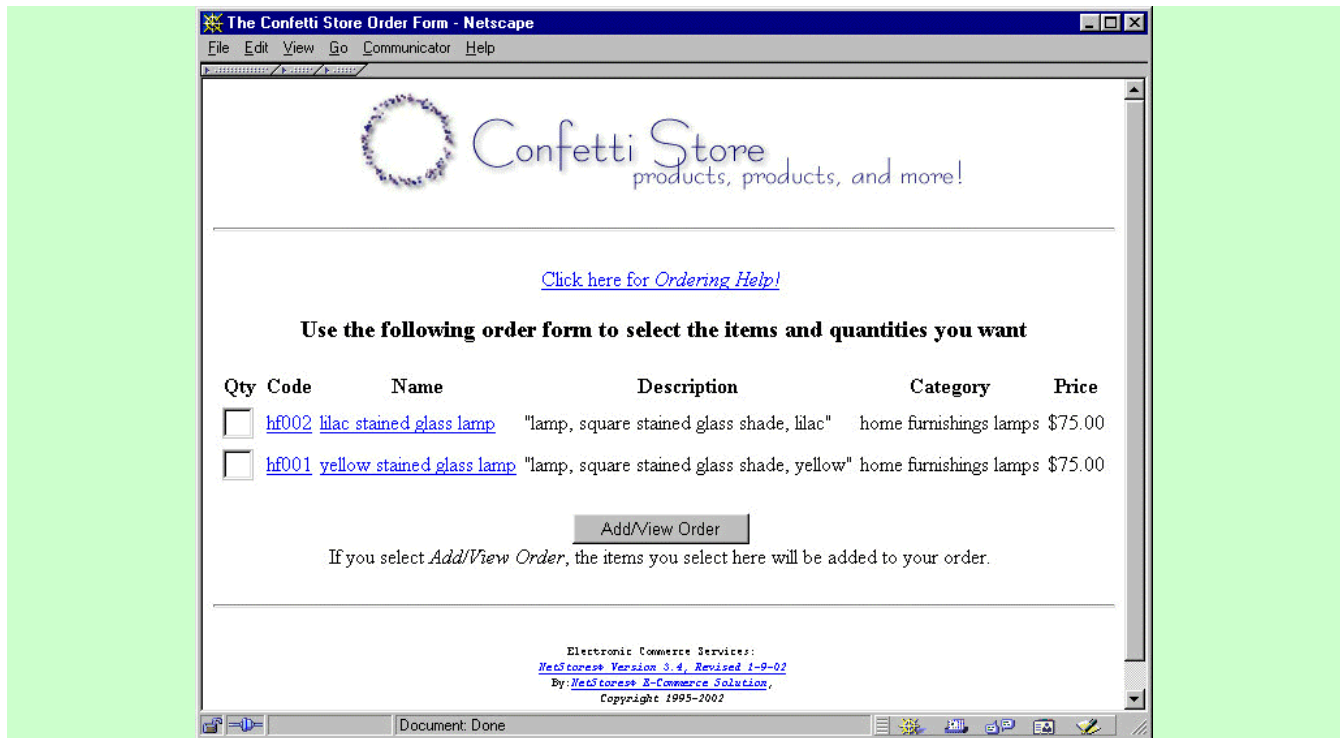 The Confetti Store Order Form - Netscape
File Edit View Go Communicator Help
Confetti Store
products, products, and more!
Click here for Ordering Help!
Use the following order form to select the items and quantities you want
Qty Code Name Description Category Price
hf002 lilac stained glass lamp "lamp, square stained glass shade, lilac" home furnishings lamps $75.00
hf001 yellow stained glass lamp "lamp, square stained glass shade, yellow" home furnishings lamps $75.00
Add/View Order
If you select Add/View Order, the items you select here will be added to your order.
Electronic Commerce Services:
NetStores® Version 3.4, Revised 1-9-02
By:NetStores® E-Commerce Solution,
Copyright 1995-2002
Document: Done